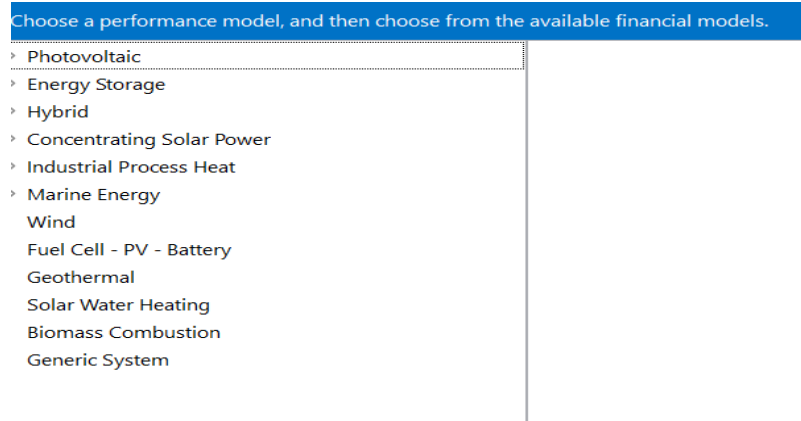 Choose a performance model, and then choose from the available financial models.
Photovoltaic
Energy Storage
Hybrid
Concentrating Solar Power
Industrial Process Heat
Marine Energy
Wind
Fuel Cell - PV - Battery
Geothermal
Solar Water Heating
Biomass Combustion
Generic System